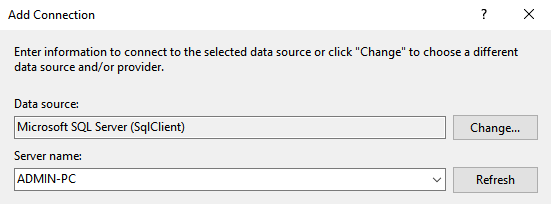 Add Connection
?
Enter information to connect to the selected data source or click "Change" to choose a different
data source and/or provider.
Data source:
Microsoft SQL Server (SqlClient)
Change...
Server name:
ADMIN-PC
Refresh